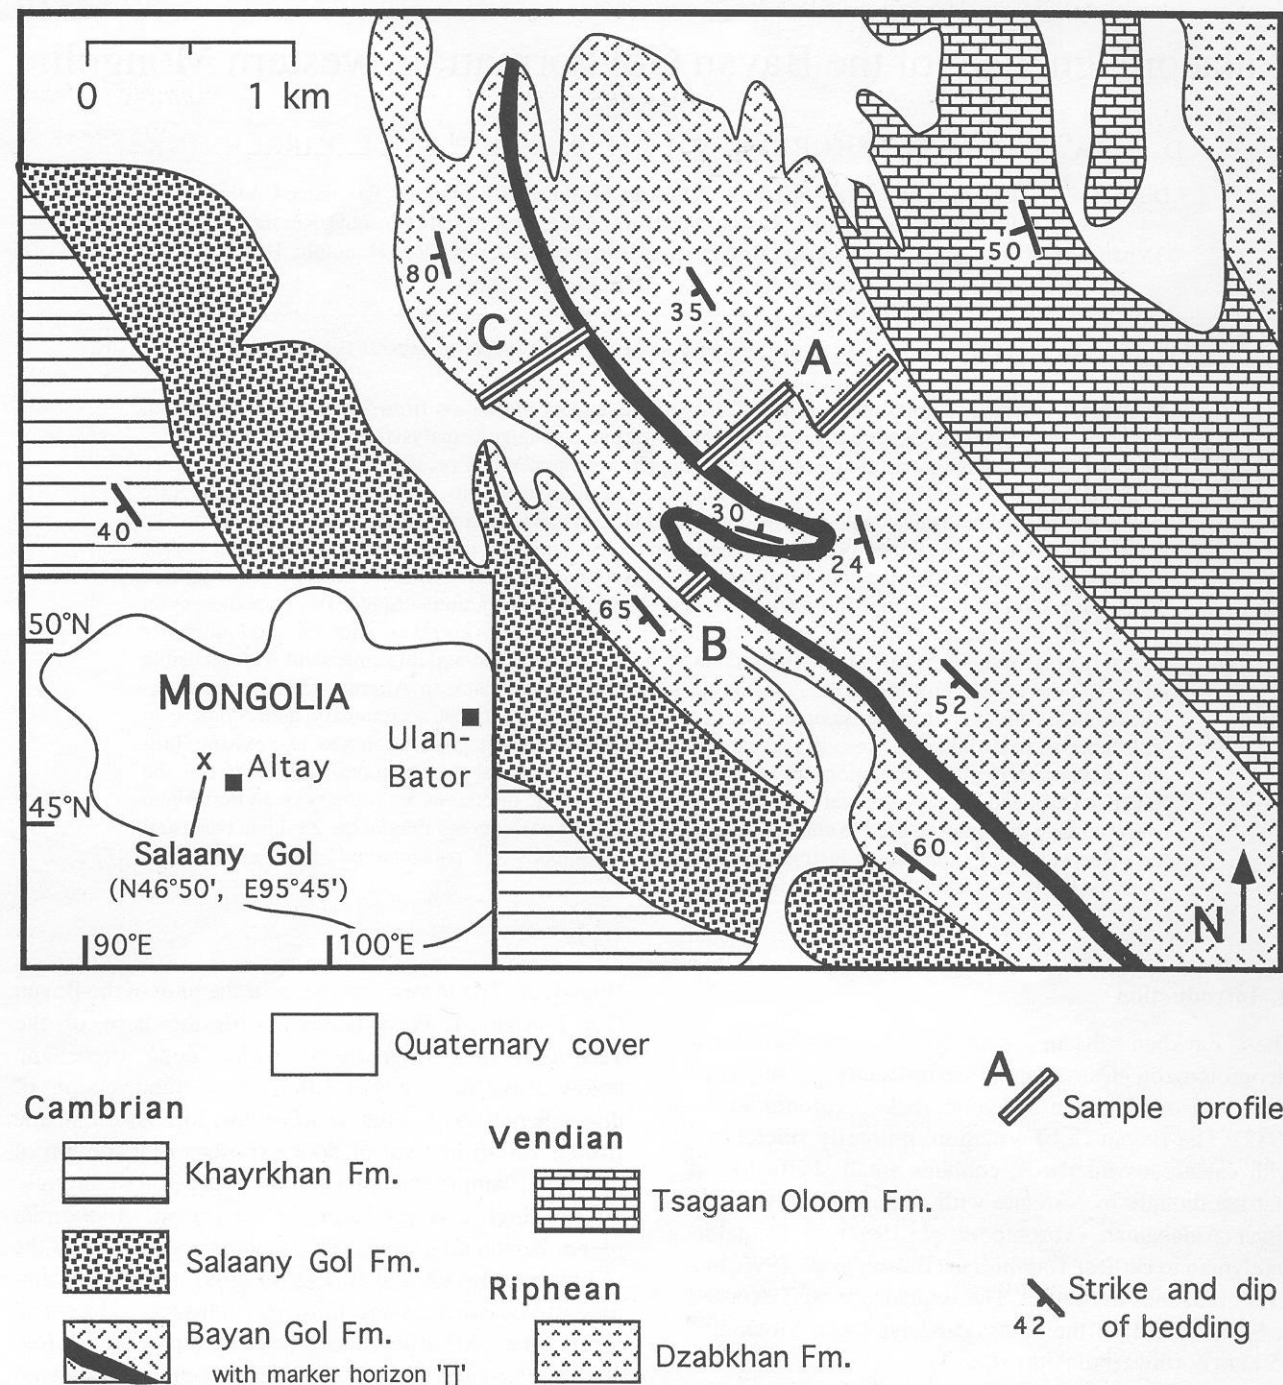 0 1 km
50
80
35
C
A
40
30
24
65
B
52
60
N
50°N
MONGOLIA
Ulan-
Bator
x Altay
45°N
Salaany Gol
(N46°50', E95°45')
90°E 100°E
Quaternary cover
Cambrian
Khayrkhan Fm.
Salaany Gol Fm.
Bayan Gol Fm.
with marker horizon '∏'
Vendian
Tsagaan Oloom Fm.
Riphean
Dzabkhan Fm.
A
Sample profile
Strike and dip
42 of bedding